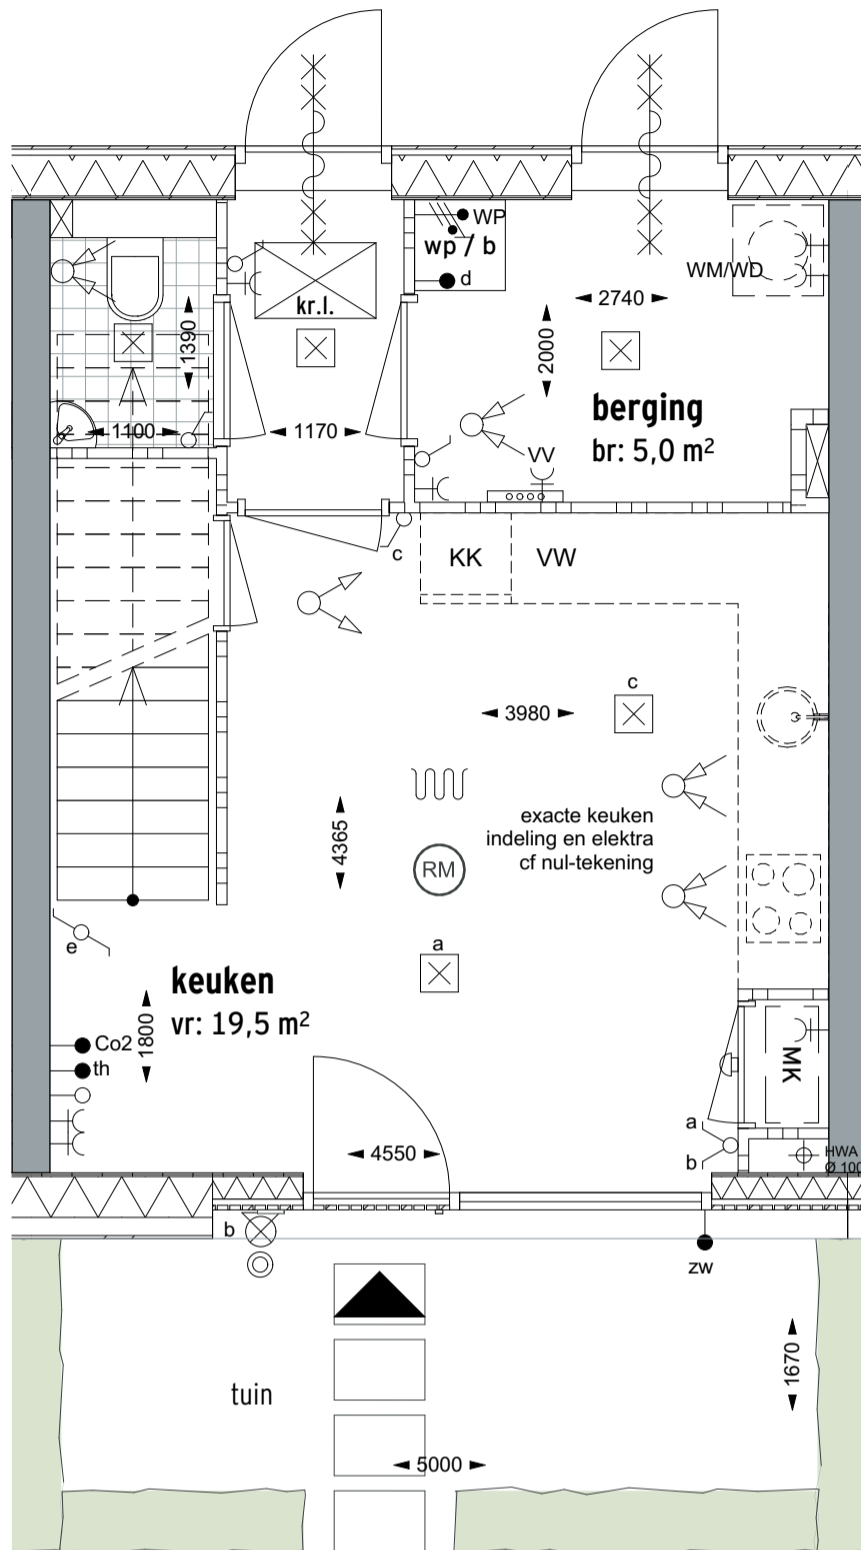 WP
wp / b
d
WM/WD
kr.l.
2740
1390
2000
1100
1170
berging
br: 5,0 m²
VV
c
KK
VW
c
3980
4365
exacte keuken
indeling en elektra
cf nul-tekening
RM
a
e
keuken
vr: 19,5 m²
1800
Co2
th
MK
a
b
4550
HWA
Ø 100
b
zw
1670
tuin
5000